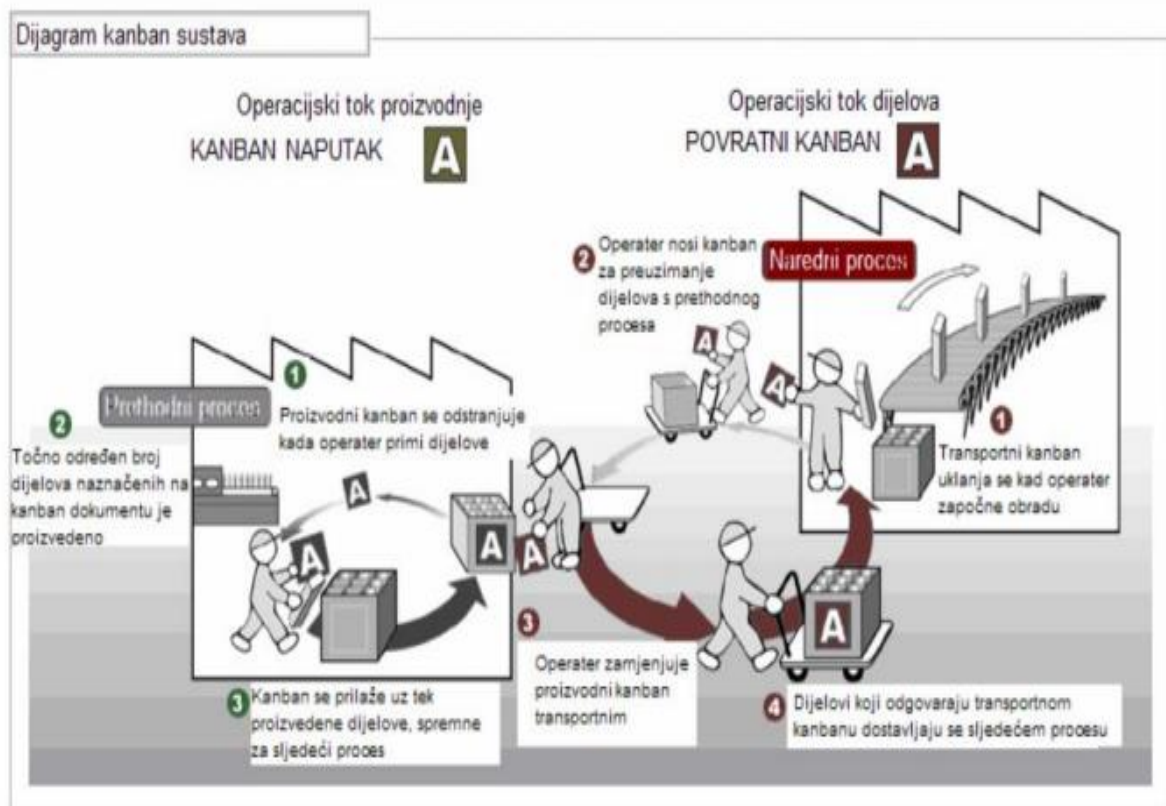 Dijagram kanban sustava
Operacijski tok proizvodnje
KANBAN NAPUTAK A
Operacijski tok dijelova
POVRATNI KANBAN A
2 Operater nosi kanban
za preuzimanje
dijelova s prethodnog
procesa
Naredni proces
A
A
1
Transportni kanban
uklanja se kad operater
započne obradu
Prethodni proces
1
Proizvodni kanban se odstranjuje
kada operater primi dijelove
2
Točno određen broj
dijelova naznačenih na
kanban dokumentu je
proizvedeno
A
A
A
A
3
Operater zamjenjuje
proizvodni kanban
transportnim
A
3 Kanban se prilaže uz tek
proizvedene dijelove, spremne
za sljedeći proces
4 Dijelovi koji odgovaraju transportnom
kanbanu dostavljaju se sljedećem procesu